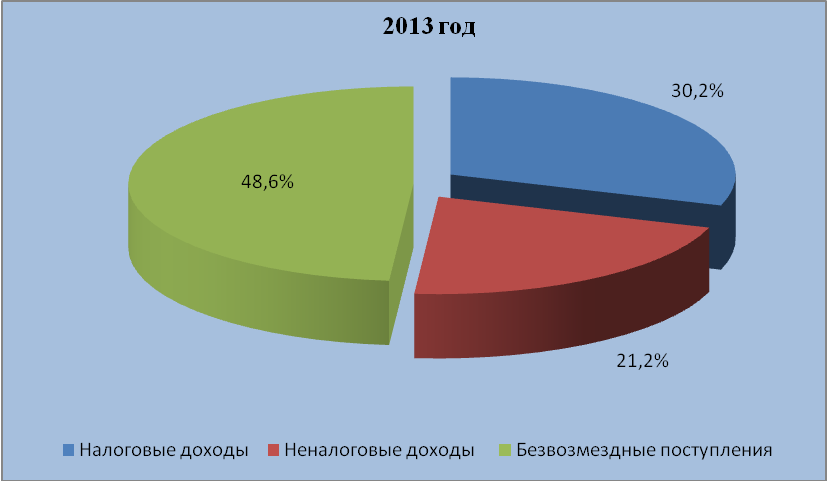 2013 год
30,2%
48,6%
21,2%
Налоговые доходы Неналоговые доходы Безвозмездные поступления